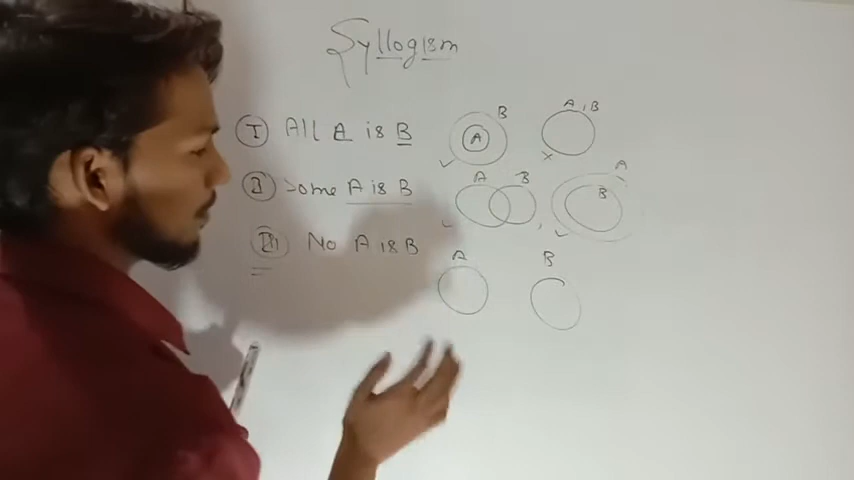 Syllogism
I All A is B B A A, B
II Some A is B A B A B
III No A is B A B